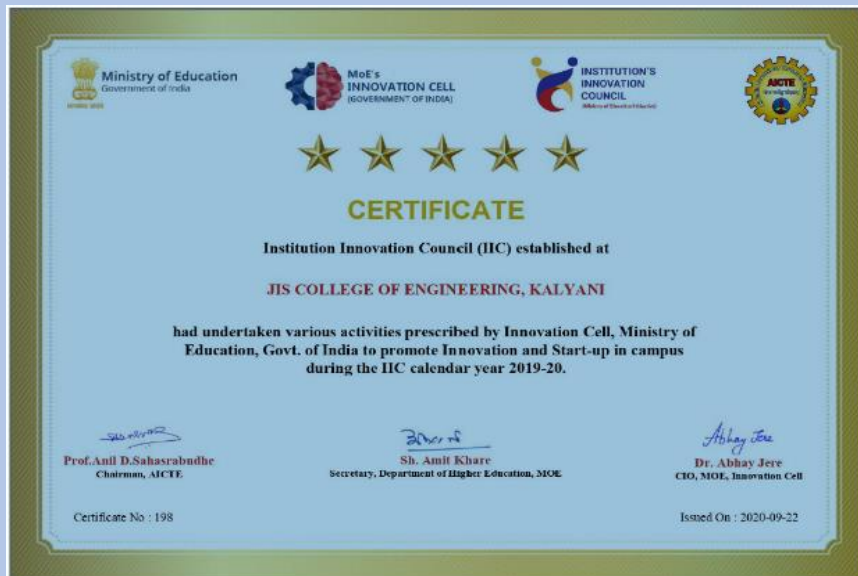 Ministry of Education
Government of India
MoE's
INNOVATION CELL
(GOVERNMENT OF INDIA)
INSTITUTION'S
INNOVATION
COUNCIL
AICTE
CERTIFICATE
Institution Innovation Council (IIC) established at
JIS COLLEGE OF ENGINEERING, KALYANI
had undertaken various activities prescribed by Innovation Cell, Ministry of
Education, Govt. of India to promote Innovation and Start-up in campus
during the IIC calendar year 2019-20.
Abhay Jere
Prof.Anil D.Sahasrabudhe
Chairman, AICTE
Sh. Amit Khare
Secretary, Department of Higher Education, MOE
Dr. Abhay Jere
CIO, MOE, Innovation Cell
Certificate No : 198
Issued On : 2020-09-22